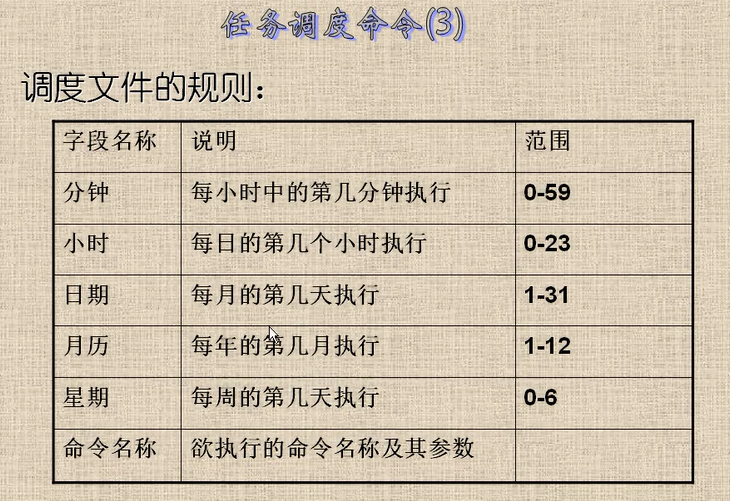 任务调度命令(3)
调度文件的规则：
字段名称 说明 范围
分钟 每小时中的第几分钟执行 0-59
小时 每日的第几个小时执行 0-23
日期 每月的第几天执行 1-31
月历 每年的第几月执行 1-12
星期 每周的第几天执行 0-6
命令名称 欲执行的命令名称及其参数